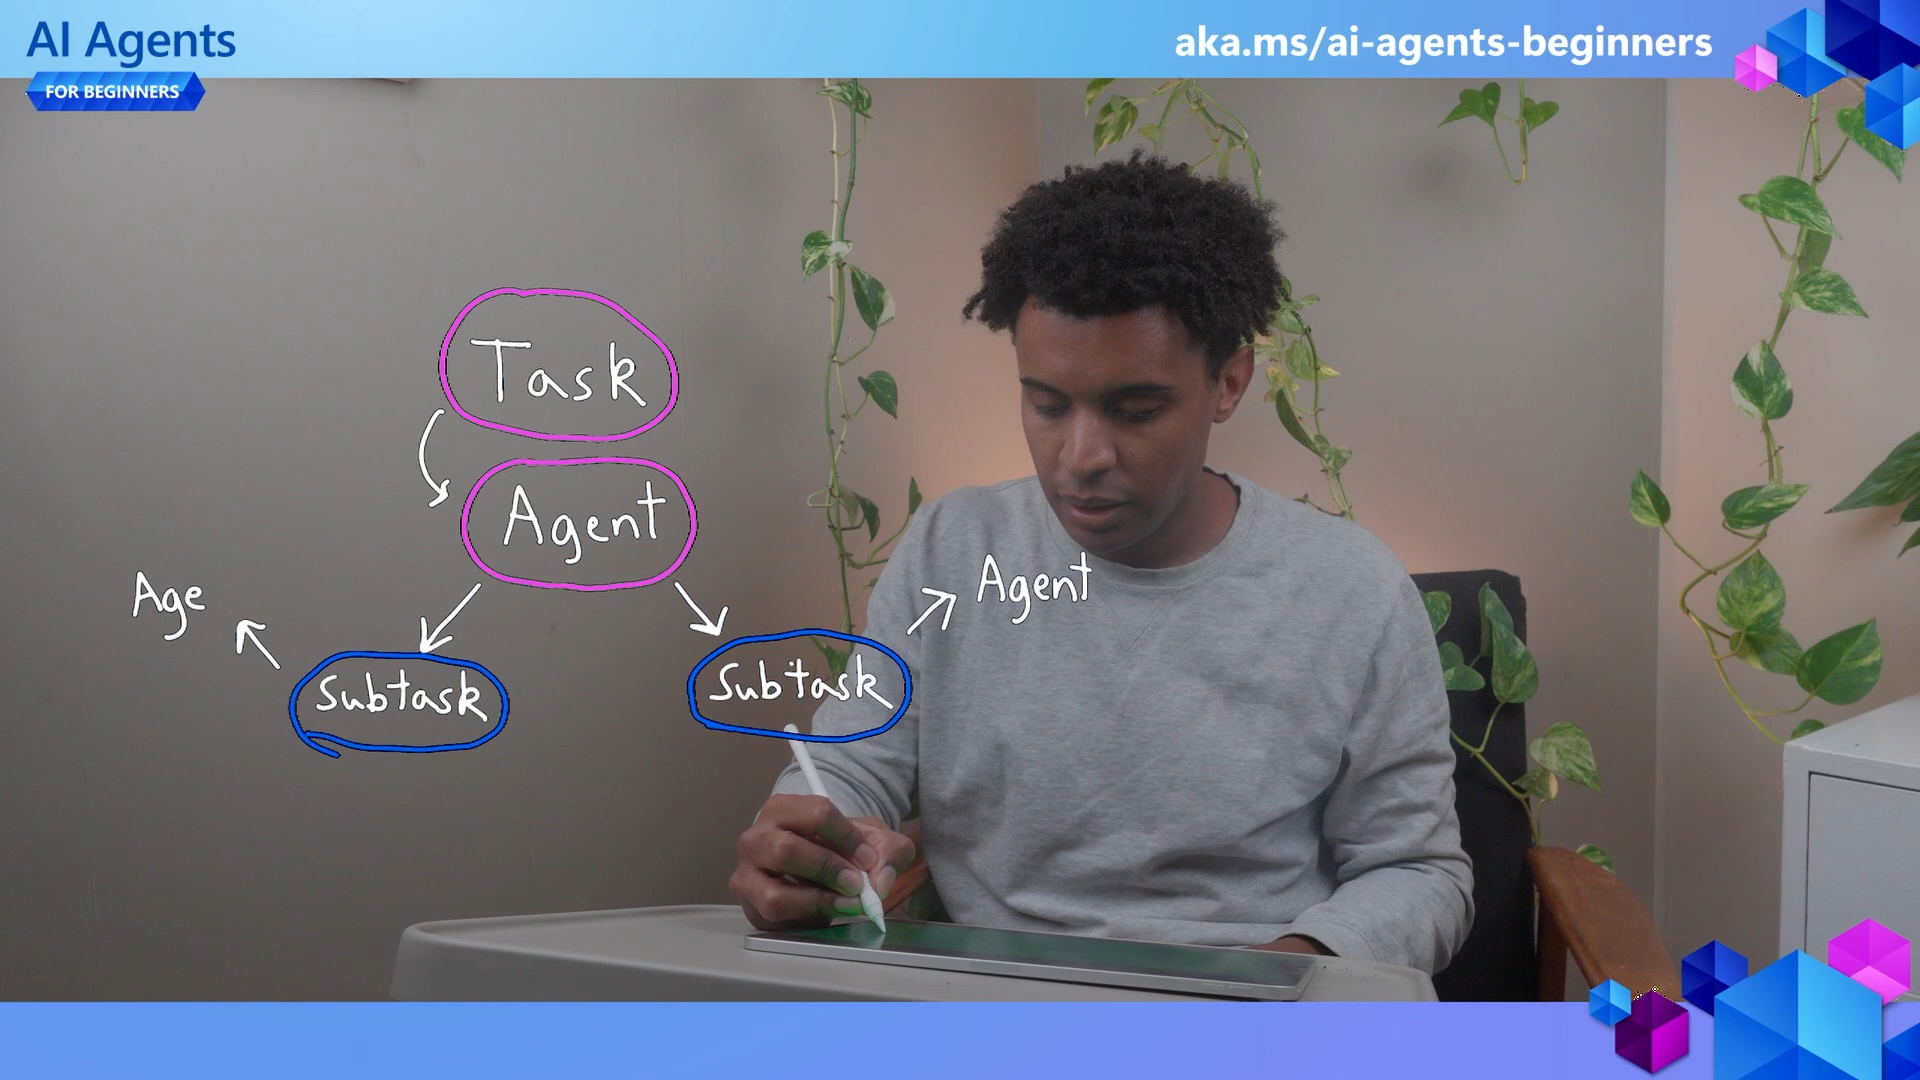 AI Agents
FOR BEGINNERS
aka.ms/ai-agents-beginners
Task
Agent
Age
Agent
Subtask
Subtask